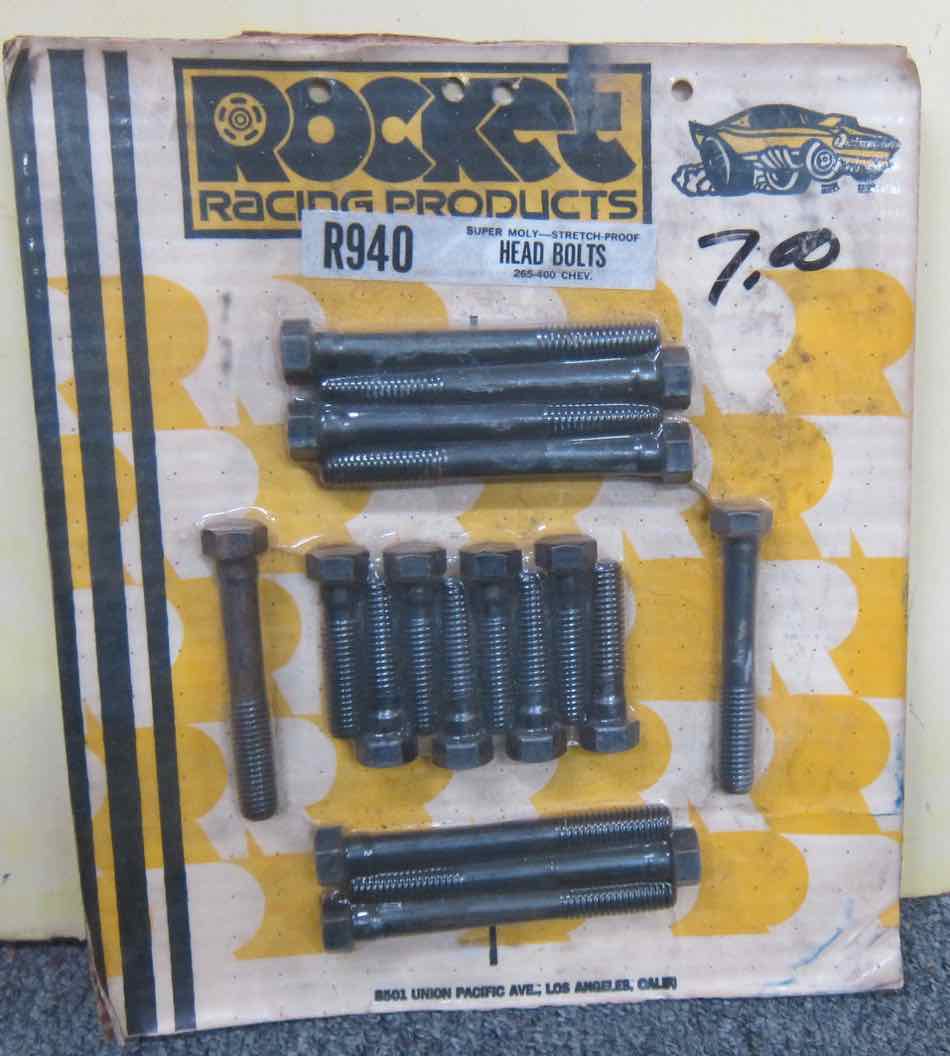 Rocket
Racing Products
R940
SUPER MOLY—STRETCH-PROOF
HEAD BOLTS
265-400 CHEV.
7.00
8501 UNION PACIFIC AVE., LOS ANGELES, CALIF.